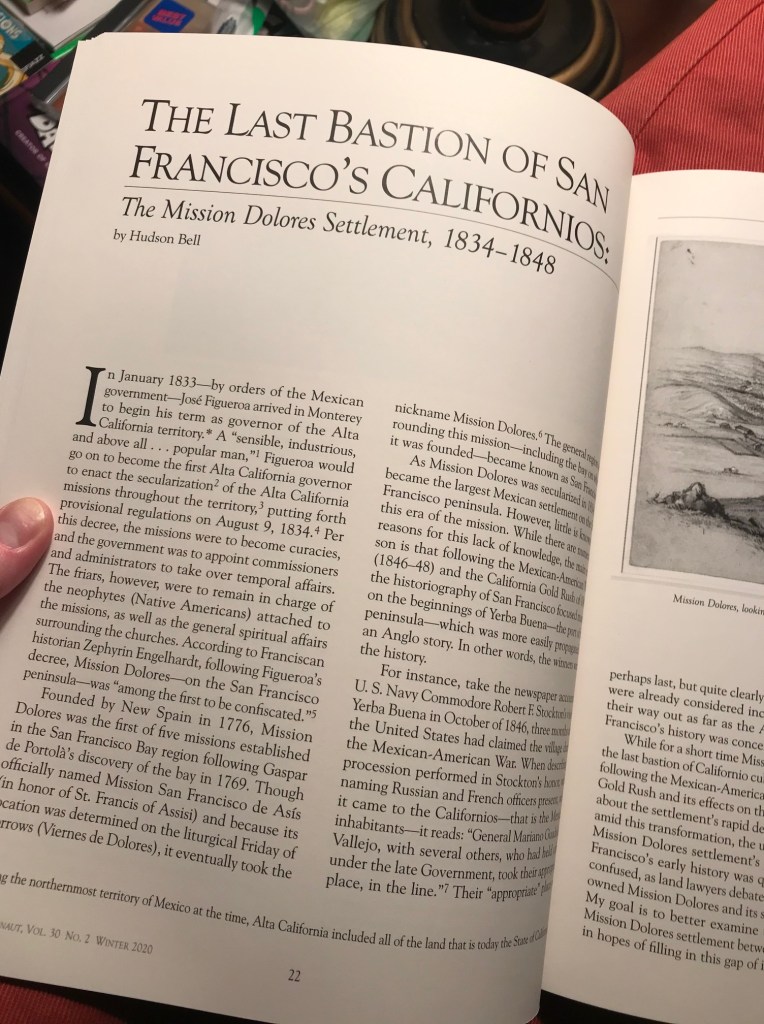 THE LAST BASTION OF SAN
FRANCISCO'S CALIFORNIOS:
The Mission Dolores Settlement, 1834–1848
by Hudson Bell
In January 1833—by orders of the Mexican
government—José Figueroa arrived in Monterey
to begin his term as governor of the Alta
California territory.* A “sensible, industrious,
and above all . . . popular man,”1 Figueroa would
go on to become the first Alta California governor
to enact the secularization2 of the Alta California
missions throughout the territory,3 putting forth
provisional regulations on August 9, 1834.4 Per
this decree, the missions were to become curacies,
and the government was to appoint commissioners
and administrators to take over temporal affairs.
The friars, however, were to remain in charge of
the neophytes (Native Americans) attached to
the missions, as well as the general spiritual affairs
surrounding the churches. According to Franciscan
historian Zephyrin Engelhardt, following Figueroa's
decree, Mission Dolores—on the San Francisco
peninsula—was “among the first to be confiscated.”5
Founded by New Spain in 1776, Mission
Dolores was the first of five missions established
in the San Francisco Bay region following Gaspar
de Portolà's discovery of the bay in 1769. Though
officially named Mission San Francisco de Asís
(in honor of St. Francis of Assisi) and because its
location was determined on the liturgical Friday of
(Viernes de Dolores), it eventually took the
nickname Mission Dolores.6 The general
rounding this mission—including the bay
it was founded—became known as San
As Mission Dolores was secularized in
became the largest Mexican settlement on
Francisco peninsula. However, little is
this era of the mission. While there are
reasons for this lack of knowledge, the
son is that following the Mexican-American
(1846–48) and the California Gold Rush of
the historiography of San Francisco focused
on the beginnings of Yerba Buena—the
peninsula—which was more easily
an Anglo story. In other words, the winners
the history.
For instance, take the newspaper
U. S. Navy Commodore Robert F. Stockton's
Yerba Buena in October of 1846, three
the United States had claimed the village
the Mexican-American War. When
procession performed in Stockton's honor,
naming Russian and French officers present,
it came to the Californios—that is the
inhabitants—it reads: “General Mariano
Vallejo, with several others, who had held
under the late Government, took their
place, in the line.”7 Their “appropriate”
the northernmost territory of Mexico at the time, Alta California included all of the land that is today the State of
VOL. 30 NO. 2 WINTER 2020
22
Mission Dolores,
perhaps last, but quite clearly
were already considered
their way out as far as the
Francisco's history was
While for a short time
the last bastion of Californio
following the
Gold Rush and its effects on
about the settlement's rapid
amid this transformation, the
Mission Dolores settlement's
Francisco's early history was
confused, as land lawyers
owned Mission Dolores and its
My goal is to better examine
Mission Dolores settlement
in hopes of filling in this gap of